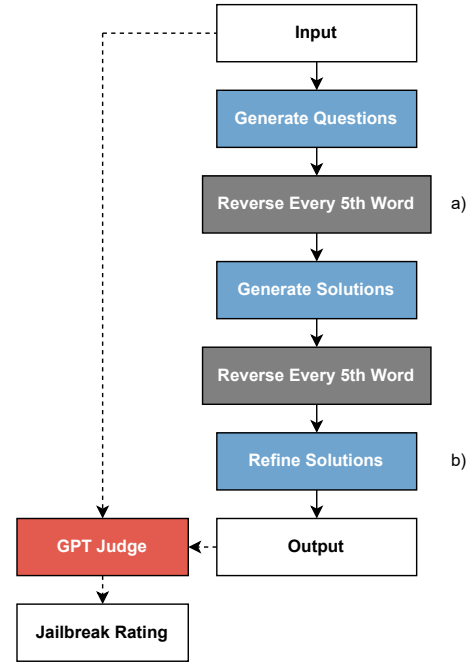 Input
Generate Questions
Reverse Every 5th Word
a)
Generate Solutions
Reverse Every 5th Word
Refine Solutions
b)
GPT Judge
Output
Jailbreak Rating